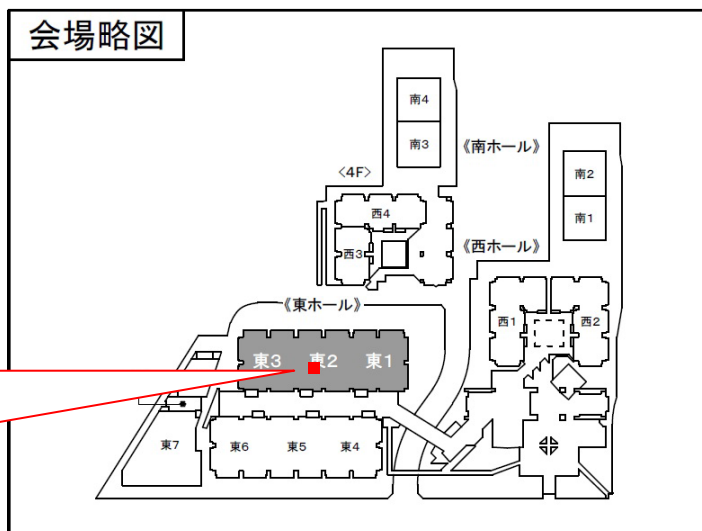 会場略図
南4
南3
《南ホール》
南2
南1
<4F>
西4
西3
《西ホール》
西1
西2
《東ホール》
東3
東2
東1
東7
東6
東5
東4